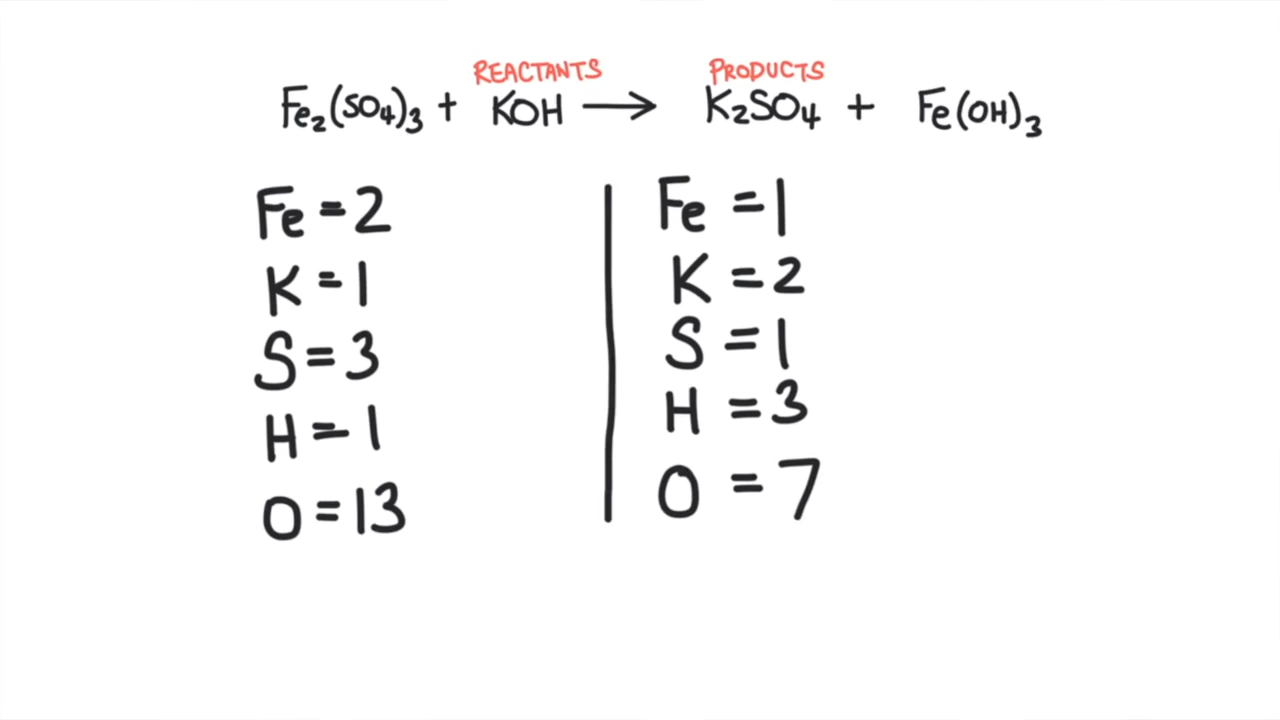 REACTANTS PRODUCTS
Fe₂(SO₄)₃ + KOH → K₂SO₄ + Fe(OH)₃
Fe = 2
K = 1
S = 3
H = 1
O = 13
Fe = 1
K = 2
S = 1
H = 3
O = 7